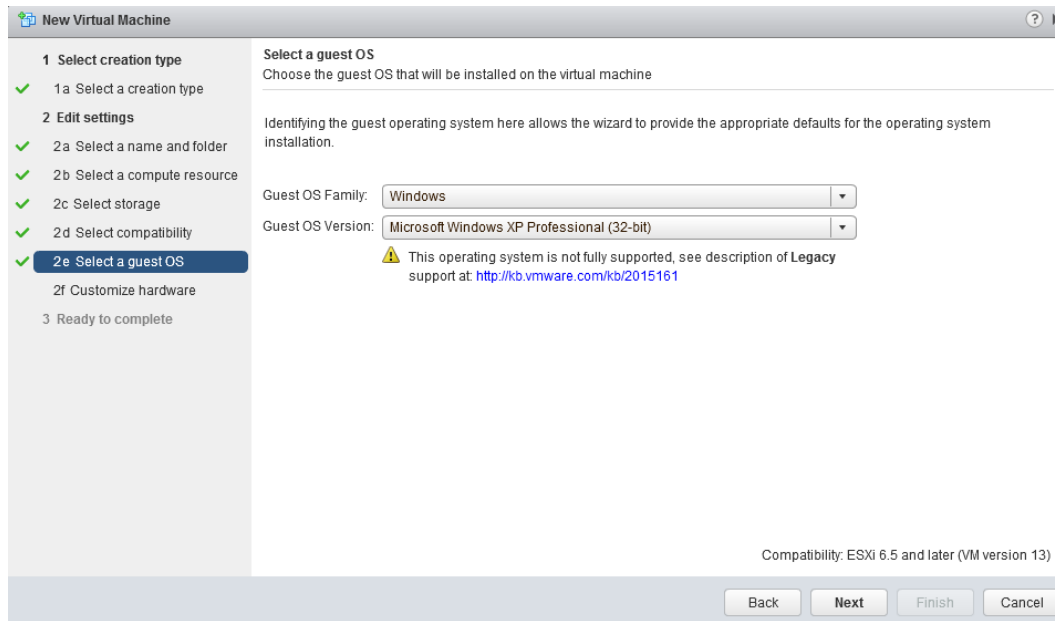 New Virtual Machine
?
1 Select creation type
1a Select a creation type
2 Edit settings
2a Select a name and folder
2b Select a compute resource
2c Select storage
2d Select compatibility
2e Select a guest OS
2f Customize hardware
3 Ready to complete
Select a guest OS
Choose the guest OS that will be installed on the virtual machine
Identifying the guest operating system here allows the wizard to provide the appropriate defaults for the operating system
installation.
Guest OS Family: Windows
Guest OS Version: Microsoft Windows XP Professional (32-bit)
This operating system is not fully supported, see description of Legacy
support at: http://kb.vmware.com/kb/2015161
Compatibility: ESXi 6.5 and later (VM version 13)
Back Next Finish Cancel